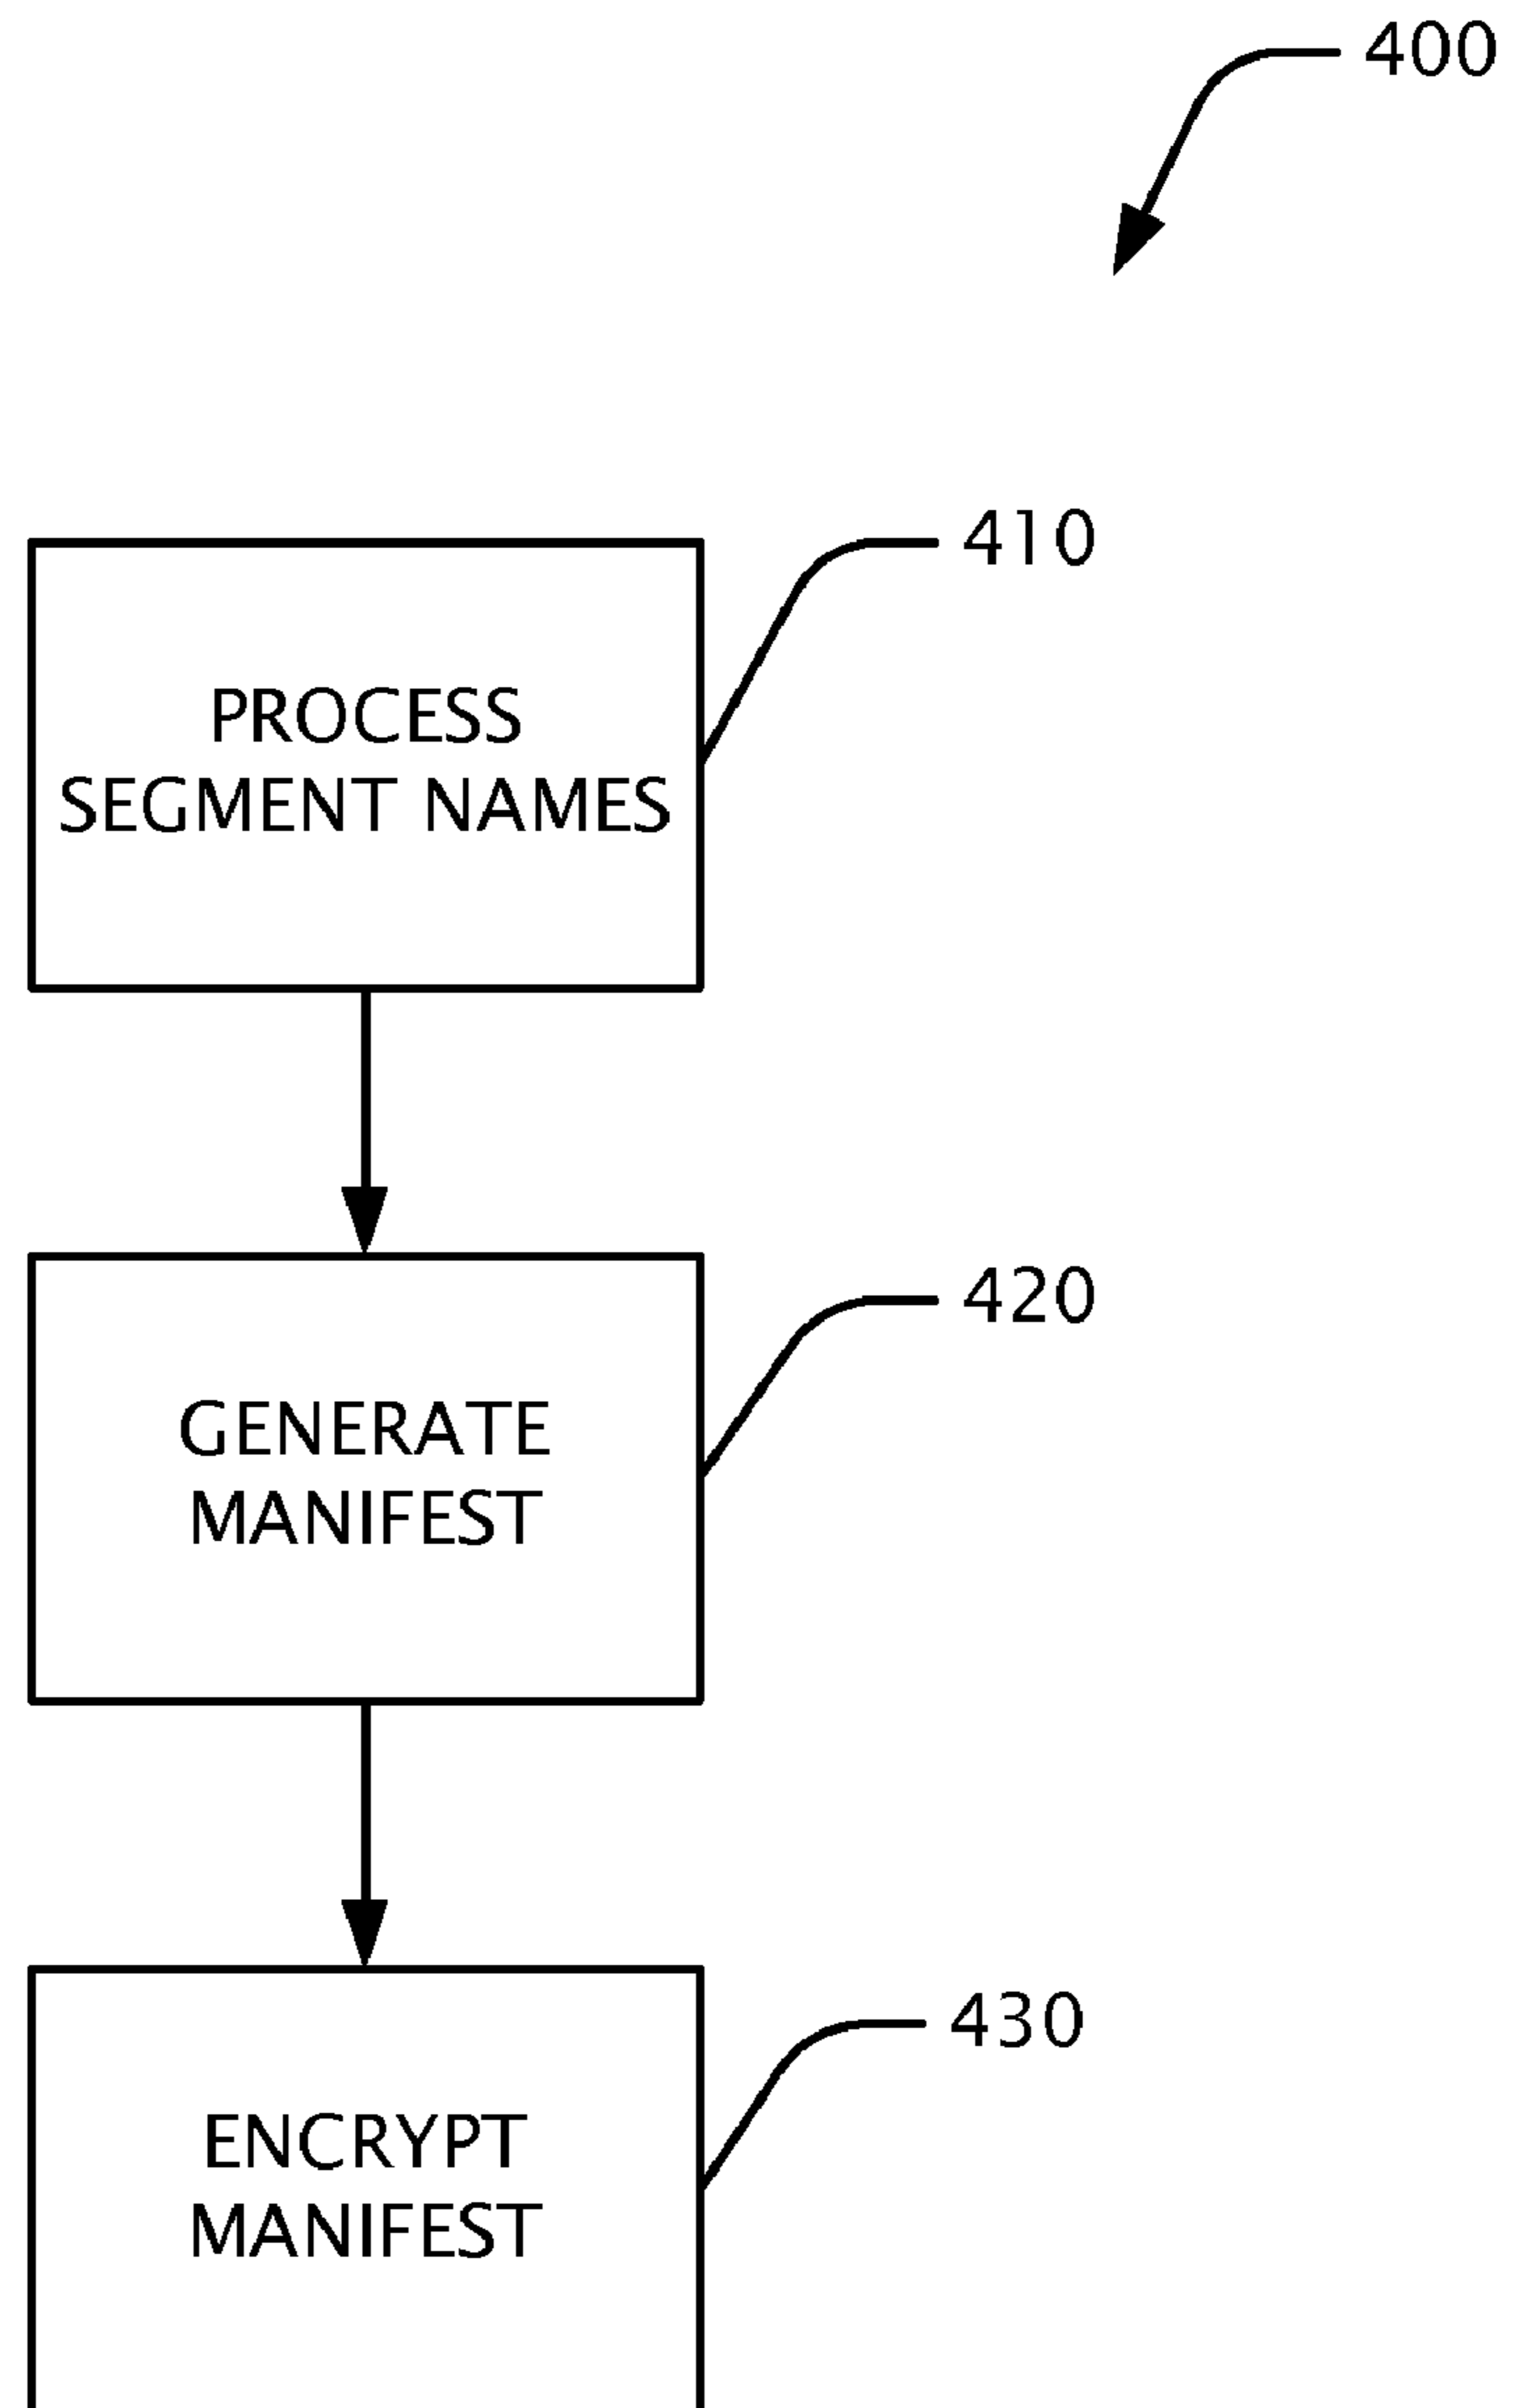 400
410
PROCESS
SEGMENT NAMES
420
GENERATE
MANIFEST
430
ENCRYPT
MANIFEST